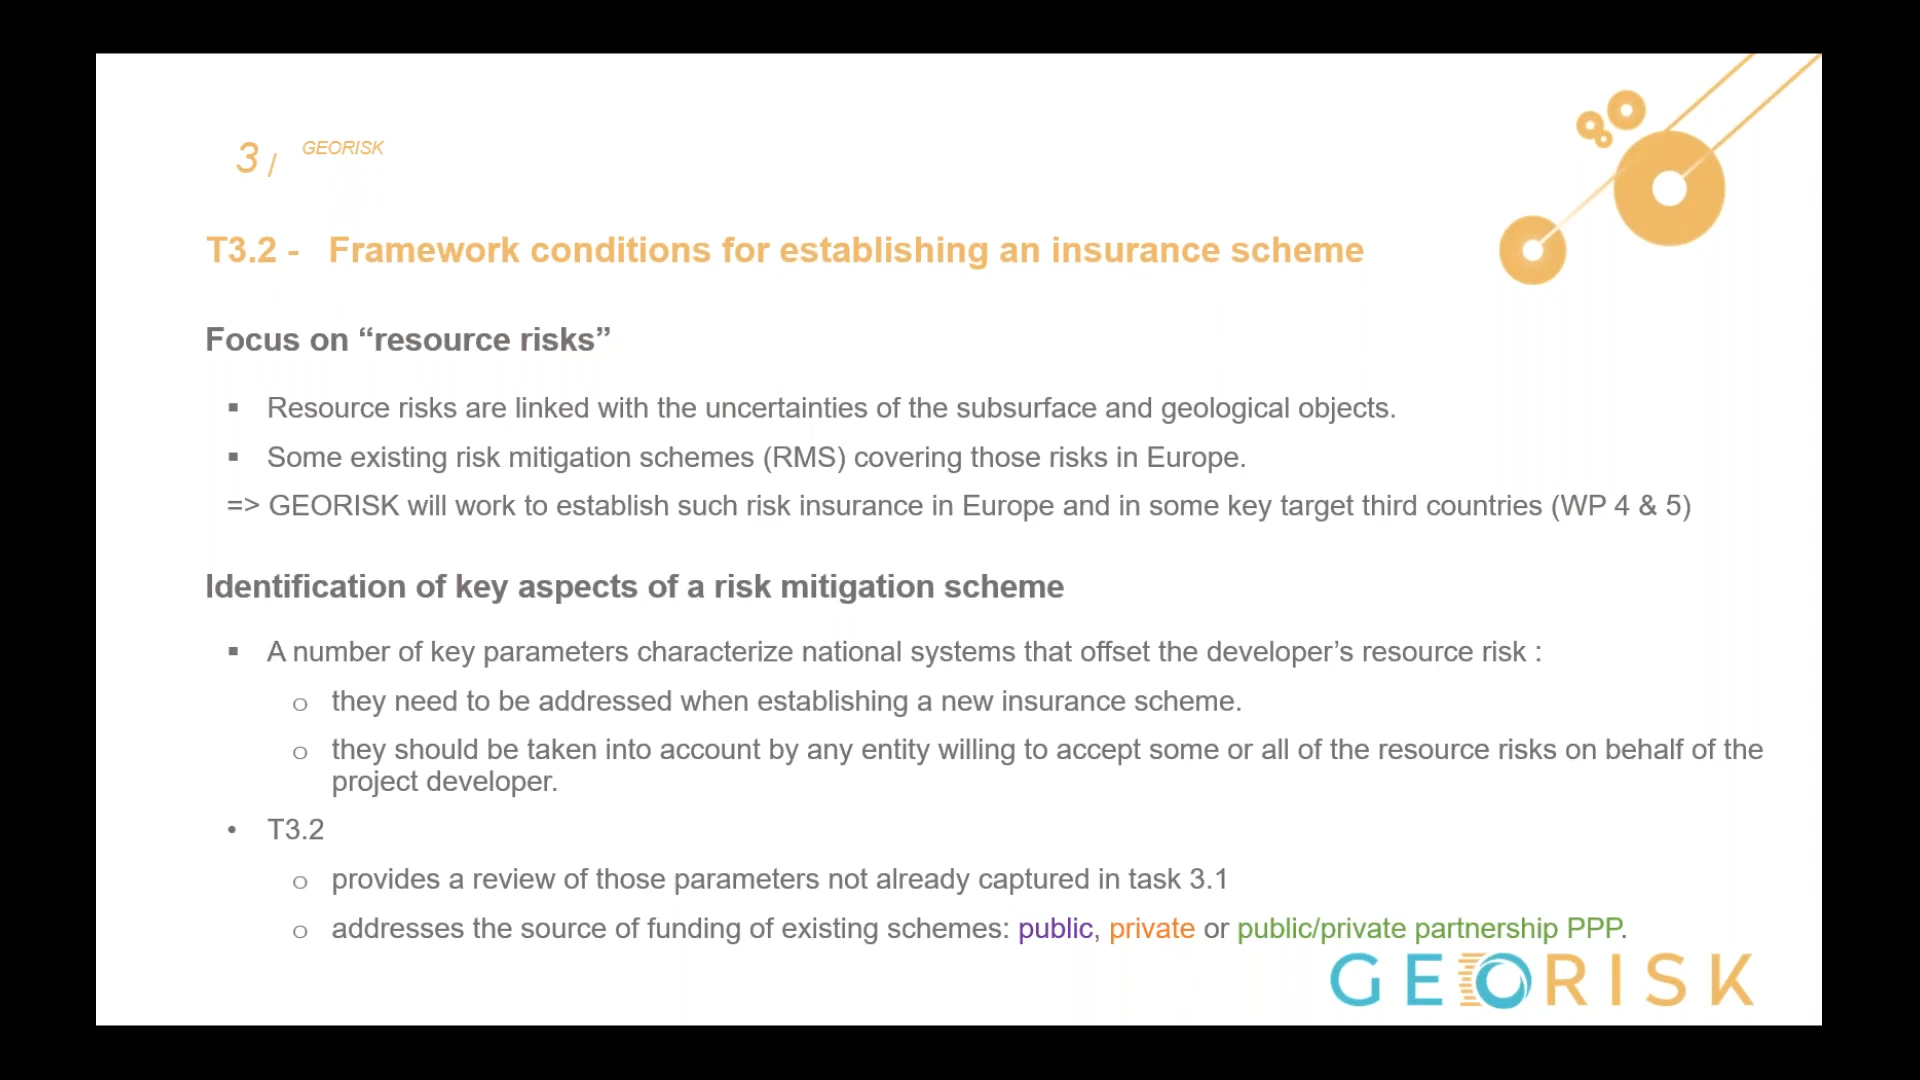 3 / GEORISK
T3.2 - Framework conditions for establishing an insurance scheme
Focus on “resource risks”
▪ Resource risks are linked with the uncertainties of the subsurface and geological objects.
▪ Some existing risk mitigation schemes (RMS) covering those risks in Europe.
=> GEORISK will work to establish such risk insurance in Europe and in some key target third countries (WP 4 & 5)
Identification of key aspects of a risk mitigation scheme
▪ A number of key parameters characterize national systems that offset the developer’s resource risk :
o they need to be addressed when establishing a new insurance scheme.
o they should be taken into account by any entity willing to accept some or all of the resource risks on behalf of the
project developer.
• T3.2
o provides a review of those parameters not already captured in task 3.1
o addresses the source of funding of existing schemes: public, private or public/private partnership PPP.
GEORISK